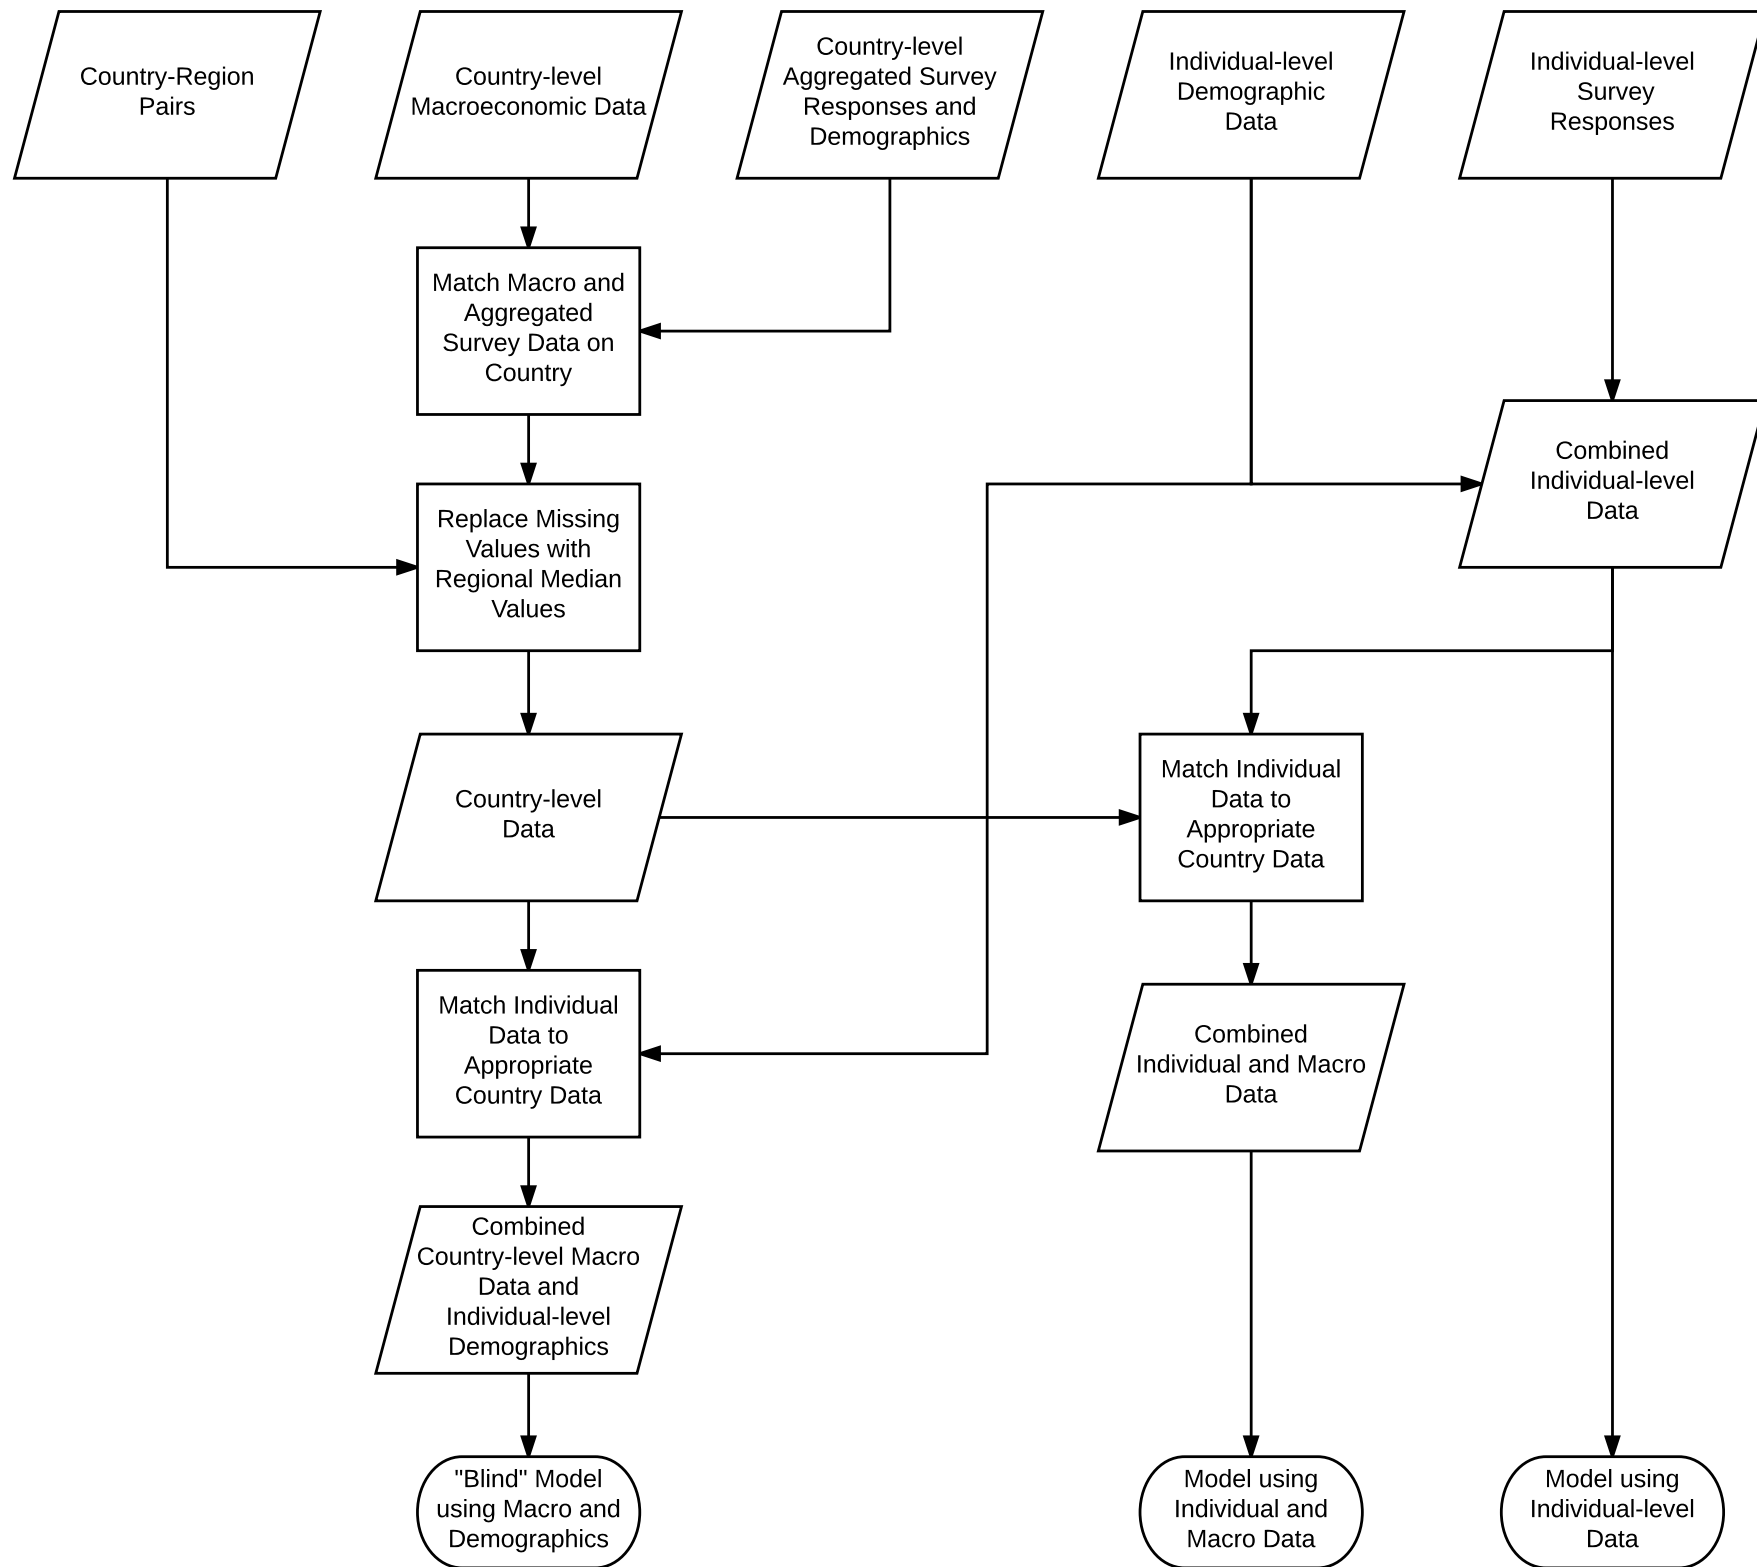 Country-Region
Pairs
Country-level
Macroeconomic Data
Country-level
Aggregated Survey
Responses and
Demographics
Individual-level
Demographic
Data
Individual-level
Survey
Responses
Match Macro and
Aggregated
Survey Data on
Country
Combined
Individual-level
Data
Replace Missing
Values with
Regional Median
Values
Country-level
Data
Match Individual
Data to
Appropriate
Country Data
Match Individual
Data to
Appropriate
Country Data
Combined
Individual and Macro
Data
Combined
Country-level Macro
Data and
Individual-level
Demographics
"Blind" Model
using Macro and
Demographics
Model using
Individual and
Macro Data
Model using
Individual-level
Data